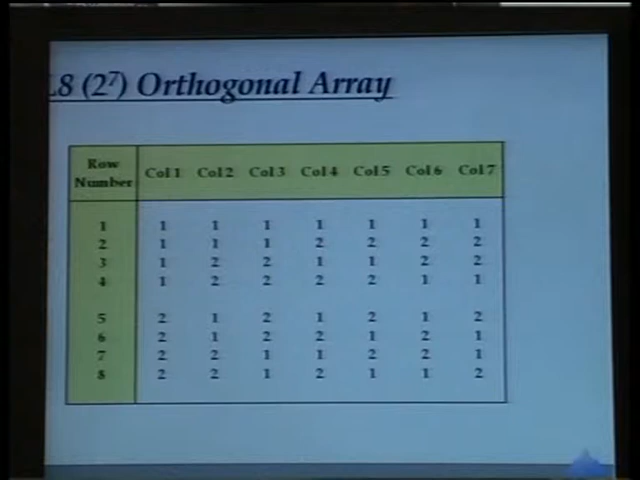 L8 (2⁷) Orthogonal Array
Row Number Col 1 Col 2 Col 3 Col 4 Col 5 Col 6 Col 7
1 1 1 1 1 1 1 1
2 1 1 1 2 2 2 2
3 1 2 2 1 1 2 2
4 1 2 2 2 2 1 1
5 2 1 2 1 2 1 2
6 2 1 2 2 1 2 1
7 2 2 1 1 2 2 1
8 2 2 1 2 1 1 2